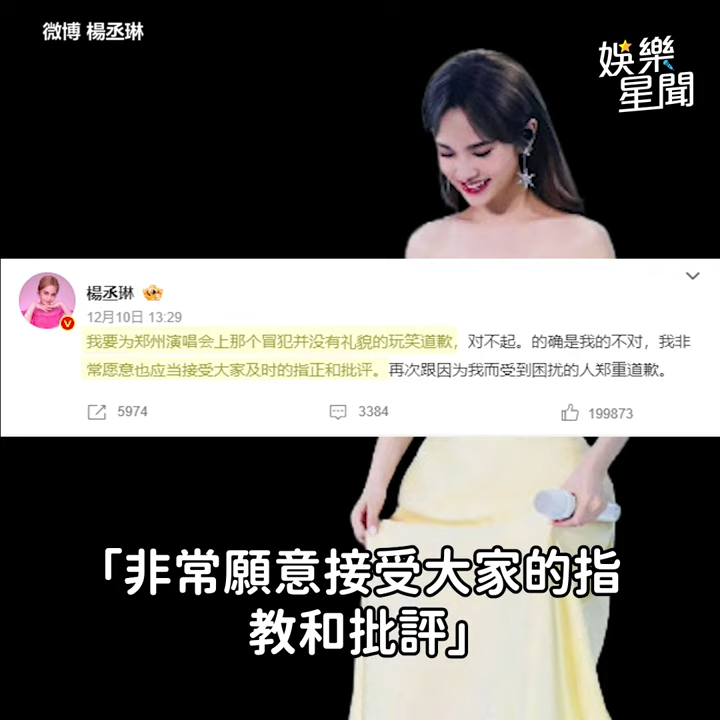 微博 楊丞琳
娛樂
星聞
楊丞琳
12月10日 13:29
我要为郑州演唱会上那个冒犯并没有礼貌的玩笑道歉，对不起。的确是我的不对，我非
常愿意也应当接受大家及时的指正和批评。再次跟因为我而受到困扰的人郑重道歉。
5974
3384
199873
「非常願意接受大家的指
教和批評」